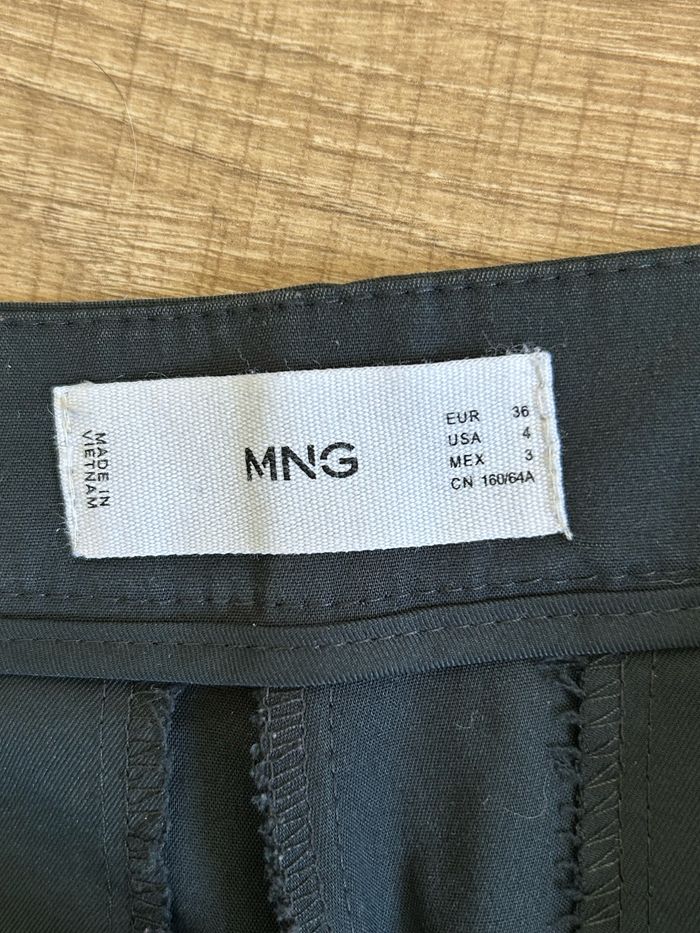 MADE IN
VIETNAM
MNG
EUR 36
USA 4
MEX 3
CN 160/64A